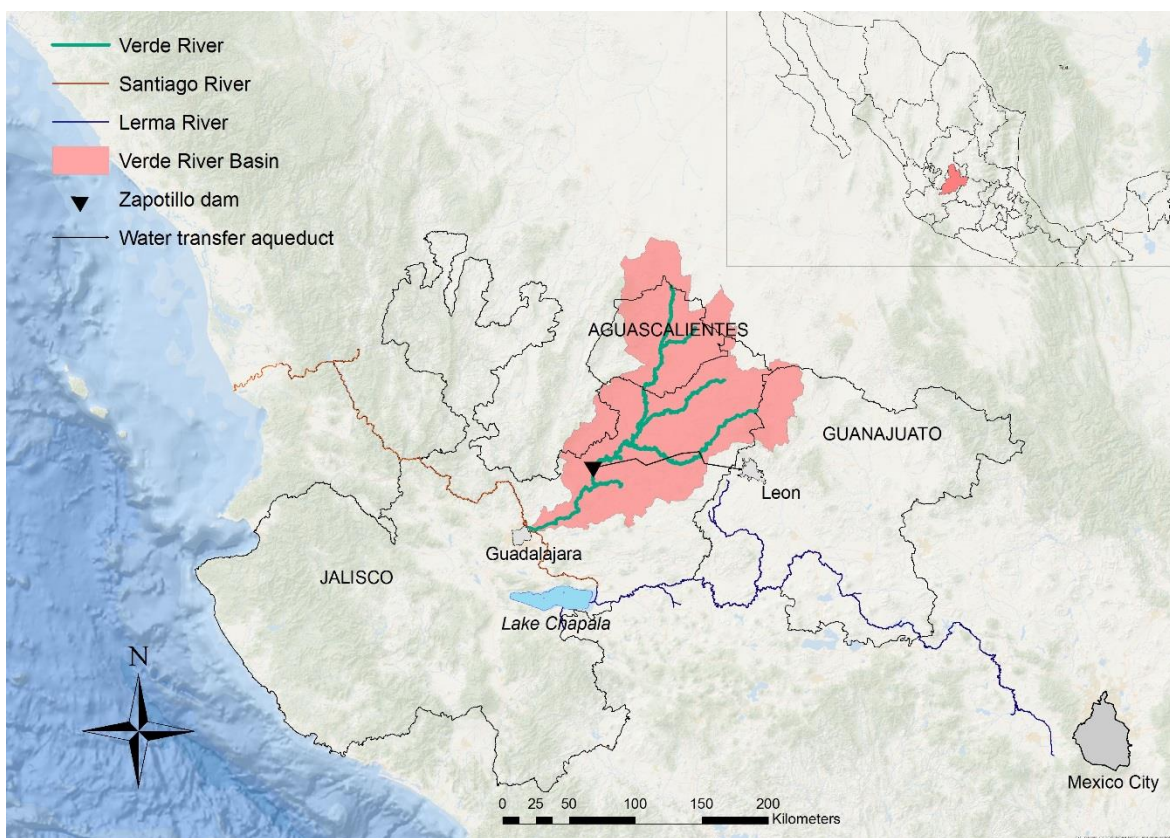 Verde River
Santiago River
Lerma River
Verde River Basin
Zapotillo dam
Water transfer aqueduct
AGUASCALIENTES
GUANAJUATO
Leon
Guadalajara
JALISCO
Lake Chapala
N
Mexico City
0 25 50 100 150 200
Kilometers